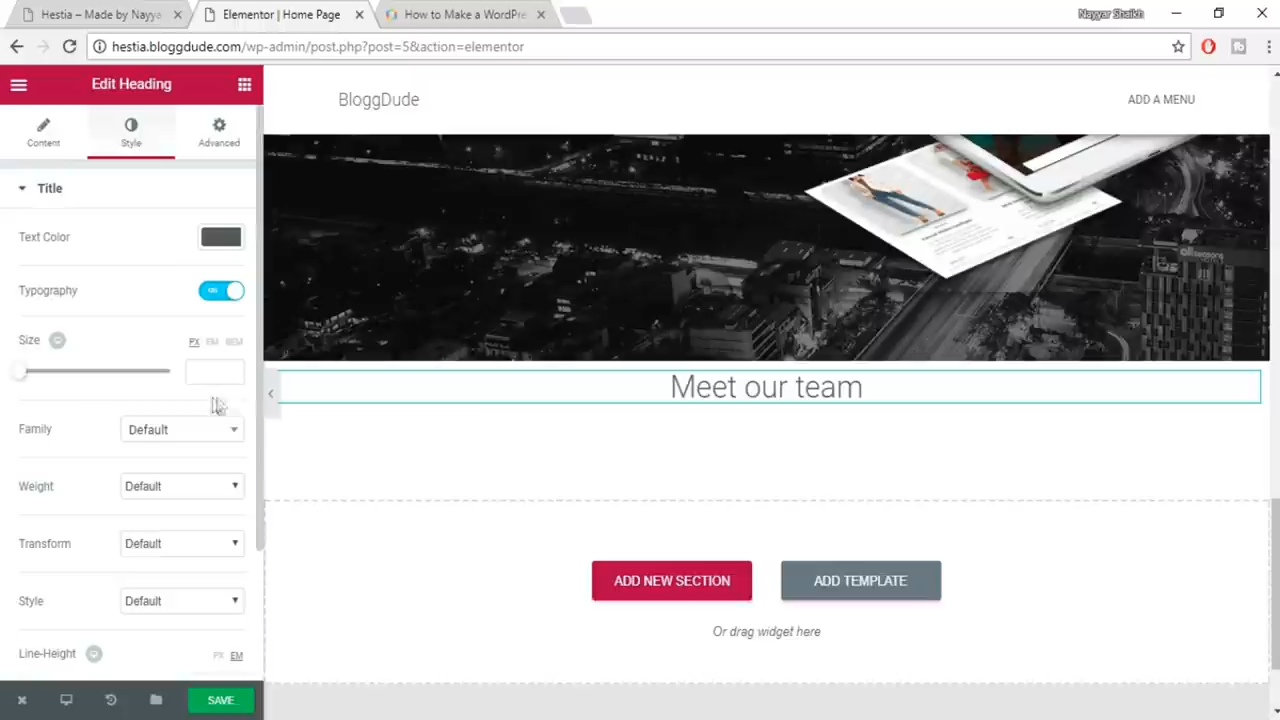 Hestia – Made by Nayya
Elementor | Home Page
How to Make a WordPre
Nayyar Shaikh
hestia.bloggdude.com/wp-admin/post.php?post=5&action=elementor
Edit Heading
Content
Style
Advanced
Title
Text Color
Typography
Size
PX EM REM
Family
Default
Weight
Default
Transform
Default
Style
Default
Line-Height
PX EM
SAVE
BloggDude
ADD A MENU
Meet our team
ADD NEW SECTION
ADD TEMPLATE
Or drag widget here